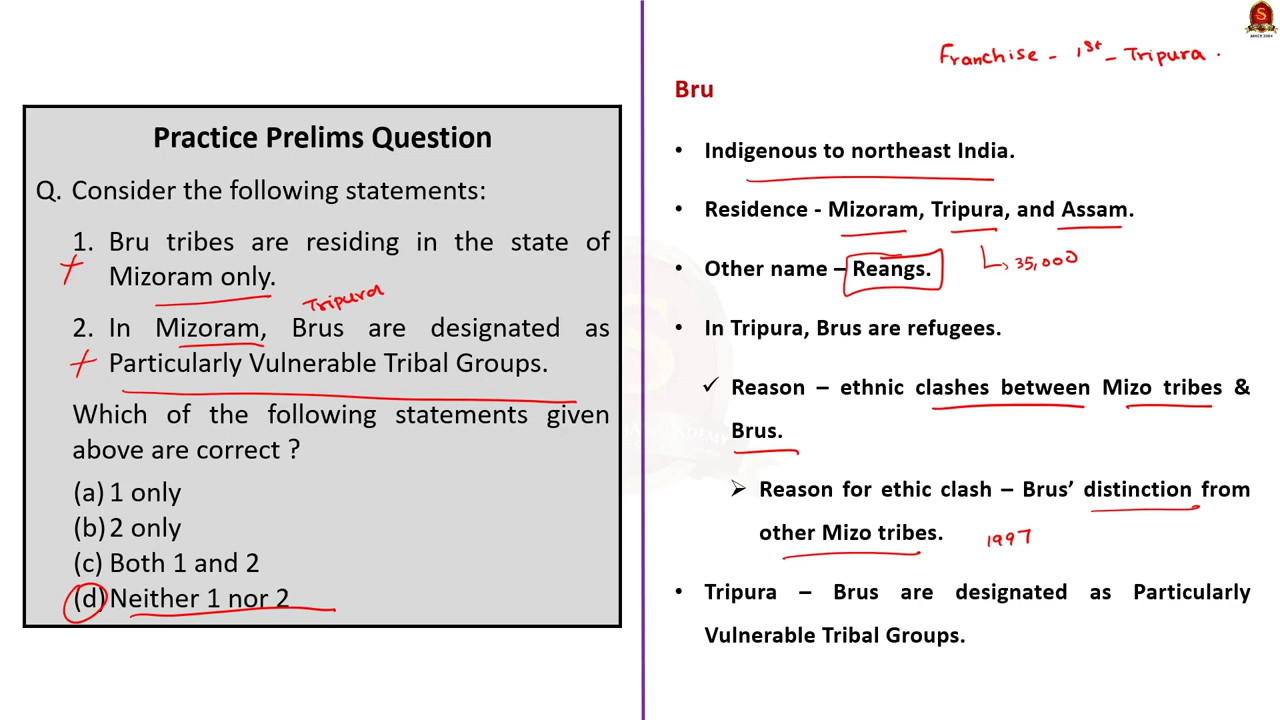 Practice Prelims Question
Q. Consider the following statements:
1. Bru tribes are residing in the state of
Mizoram only.
Tripura
2. In Mizoram, Brus are designated as
Particularly Vulnerable Tribal Groups.
Which of the following statements given
above are correct ?
(a) 1 only
(b) 2 only
(c) Both 1 and 2
(d) Neither 1 nor 2
Franchise - 1st - Tripura.
Bru
• Indigenous to northeast India.
• Residence - Mizoram, Tripura, and Assam.
35,000
• Other name – Reangs.
• In Tripura, Brus are refugees.
✓ Reason – ethnic clashes between Mizo tribes &
Brus.
➢ Reason for ethic clash – Brus’ distinction from
other Mizo tribes.
1997
• Tripura – Brus are designated as Particularly
Vulnerable Tribal Groups.
S
SINCE 2004